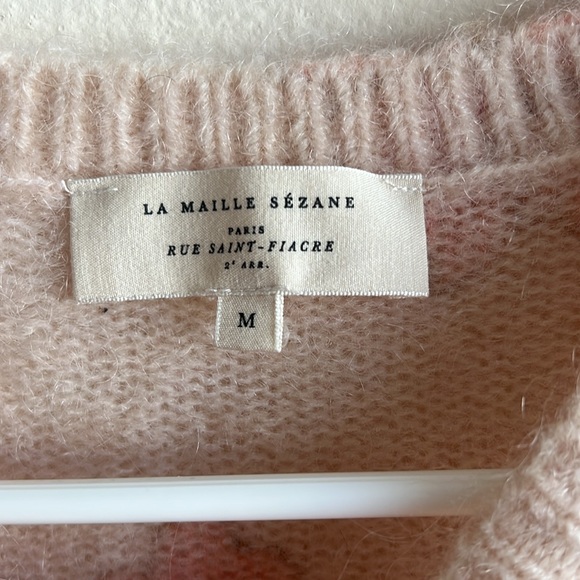 LA MAILLE SÉZANE
PARIS
RUE SAINT-FIACRE
2ᵉ ARR.
M